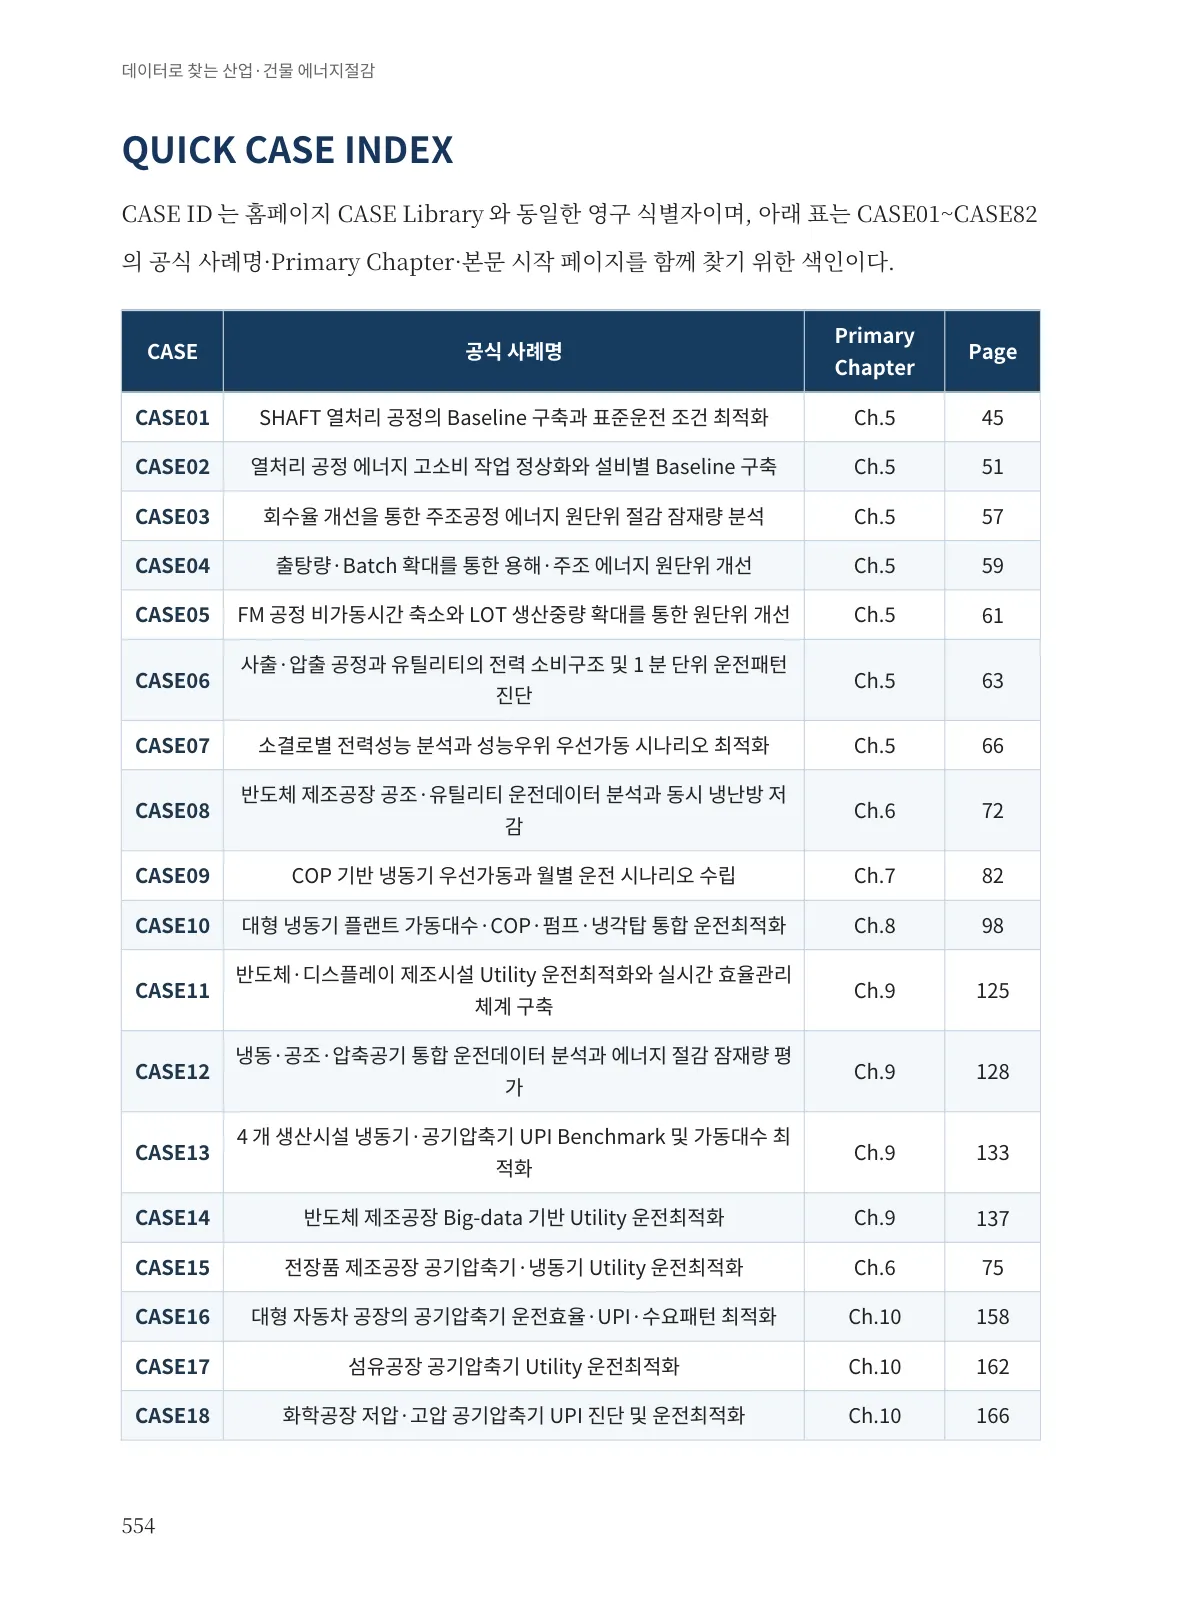 데이터로 찾는 산업·건물 에너지절감
QUICK CASE INDEX
CASE ID 는 홈페이지 CASE Library 와 동일한 영구 식별자이며, 아래 표는 CASE01~CASE82
의 공식 사례명·Primary Chapter·본문 시작 페이지를 함께 찾기 위한 색인이다.
CASE 공식 사례명 Primary Chapter Page
CASE01 SHAFT 열처리 공정의 Baseline 구축과 표준운전 조건 최적화 Ch.5 45
CASE02 열처리 공정 에너지 고소비 작업 정상화와 설비별 Baseline 구축 Ch.5 51
CASE03 회수율 개선을 통한 주조공정 에너지 원단위 절감 잠재량 분석 Ch.5 57
CASE04 출탕량·Batch 확대를 통한 용해·주조 에너지 원단위 개선 Ch.5 59
CASE05 FM 공정 비가동시간 축소와 LOT 생산중량 확대를 통한 원단위 개선 Ch.5 61
CASE06 사출·압출 공정과 유틸리티의 전력 소비구조 및 1 분 단위 운전패턴
진단 Ch.5 63
CASE07 소결로별 전력성능 분석과 성능우위 우선가동 시나리오 최적화 Ch.5 66
CASE08 반도체 제조공장 공조·유틸리티 운전데이터 분석과 동시 냉난방 저
감 Ch.6 72
CASE09 COP 기반 냉동기 우선가동과 월별 운전 시나리오 수립 Ch.7 82
CASE10 대형 냉동기 플랜트 가동대수·COP·펌프·냉각탑 통합 운전최적화 Ch.8 98
CASE11 반도체·디스플레이 제조시설 Utility 운전최적화와 실시간 효율관리
체계 구축 Ch.9 125
CASE12 냉동·공조·압축공기 통합 운전데이터 분석과 에너지 절감 잠재량 평
가 Ch.9 128
CASE13 4 개 생산시설 냉동기·공기압축기 UPI Benchmark 및 가동대수 최
적화 Ch.9 133
CASE14 반도체 제조공장 Big-data 기반 Utility 운전최적화 Ch.9 137
CASE15 전장품 제조공장 공기압축기·냉동기 Utility 운전최적화 Ch.6 75
CASE16 대형 자동차 공장의 공기압축기 운전효율·UPI·수요패턴 최적화 Ch.10 158
CASE17 섬유공장 공기압축기 Utility 운전최적화 Ch.10 162
CASE18 화학공장 저압·고압 공기압축기 UPI 진단 및 운전최적화 Ch.10 166
554